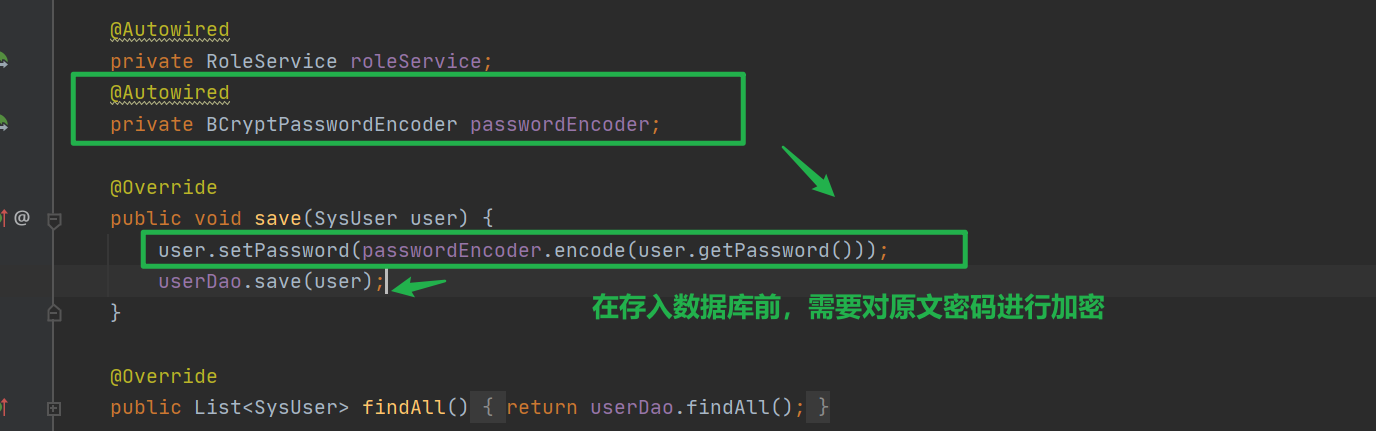 @Autowired
private RoleService roleService;
@Autowired
private BCryptPasswordEncoder passwordEncoder;
@Override
public void save(SysUser user) {
@
user.setPassword(passwordEncoder.encode(user.getPassword()));
userDao.save(user);
在存入数据库前，需要对原文密码进行加密
}
@Override
public List<SysUser> findAll() { return userDao.findAll(); }